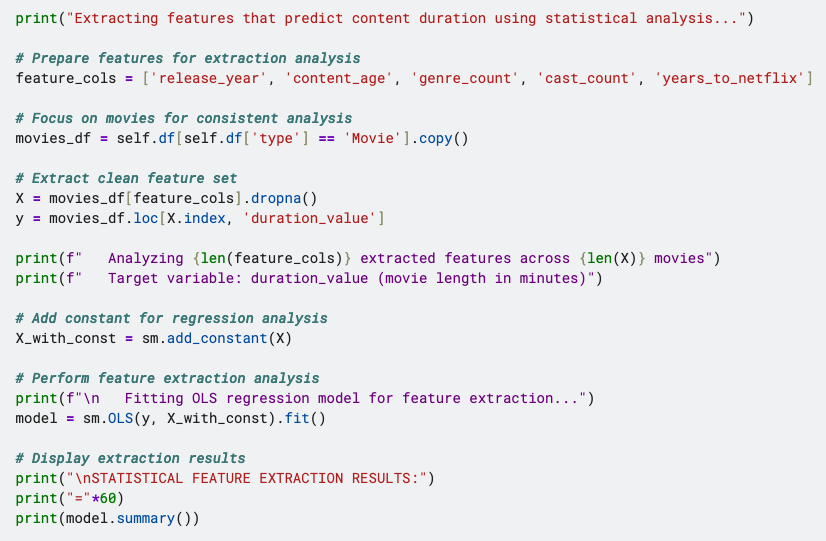 print("Extracting features that predict content duration using statistical analysis...")
# Prepare features for extraction analysis
feature_cols = ['release_year', 'content_age', 'genre_count', 'cast_count', 'years_to_netflix']
# Focus on movies for consistent analysis
movies_df = self.df[self.df['type'] == 'Movie'].copy()
# Extract clean feature set
X = movies_df[feature_cols].dropna()
y = movies_df.loc[X.index, 'duration_value']
print(f"   Analyzing {len(feature_cols)} extracted features across {len(X)} movies")
print(f"   Target variable: duration_value (movie length in minutes)")
# Add constant for regression analysis
X_with_const = sm.add_constant(X)
# Perform feature extraction analysis
print(f"\n   Fitting OLS regression model for feature extraction...")
model = sm.OLS(y, X_with_const).fit()
# Display extraction results
print("\nSTATISTICAL FEATURE EXTRACTION RESULTS:")
print("="*60)
print(model.summary())